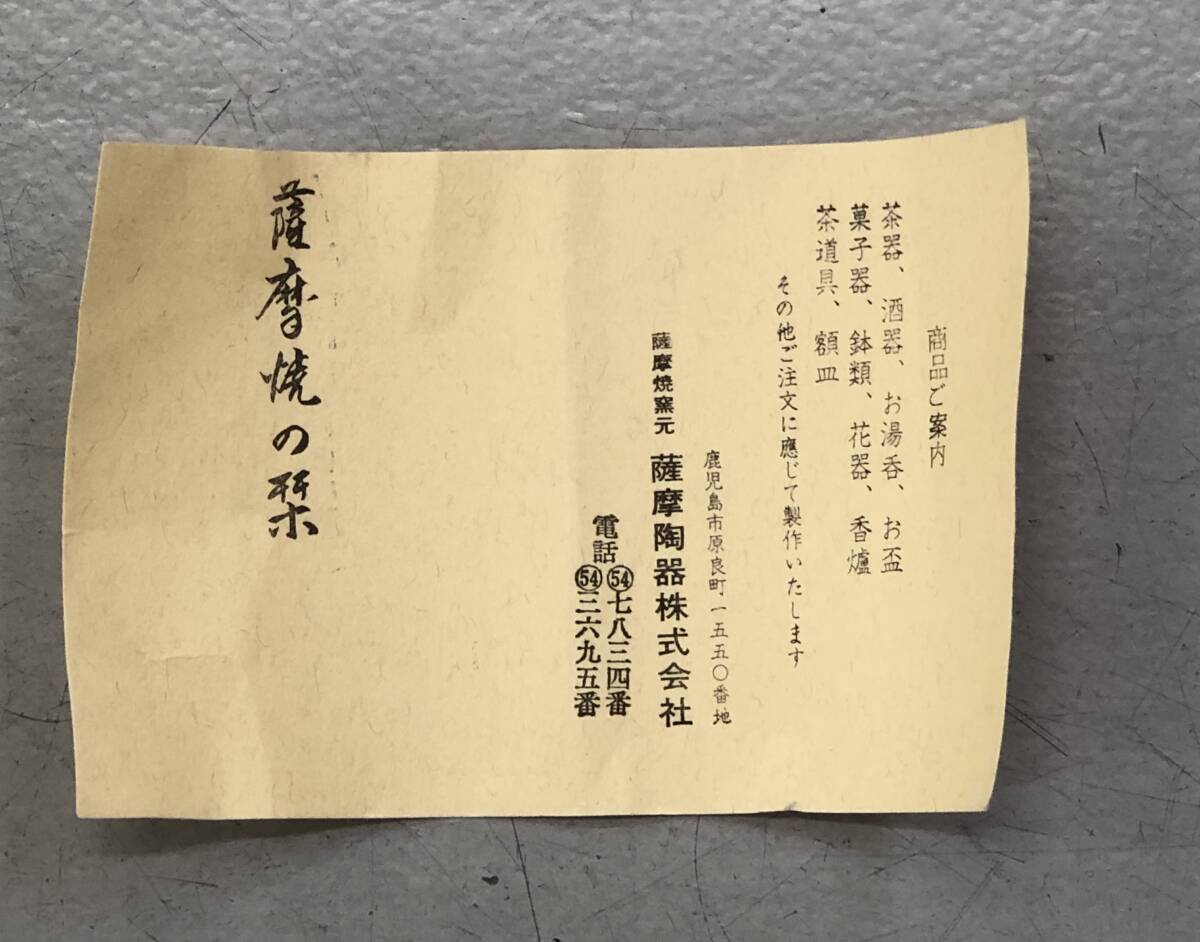 商品ご案内
茶器、酒器、お湯呑、お盃
菓子器、鉢類、花器、香爐
茶道具、額皿
その他ご注文に應じて製作いたします
鹿児島市原良町一五五〇番地
薩摩焼窯元 薩摩陶器株式会社
電話 ㊴七八三四番
㊴三六九五番
薩摩焼の栞